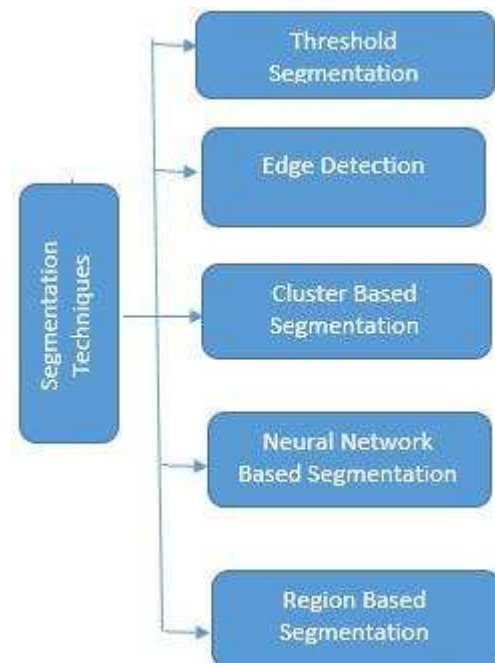 Threshold
Segmentation
Edge Detection
Segmentation
Techniques
Cluster Based
Segmentation
Neural Network
Based Segmentation
Region Based
Segmentation